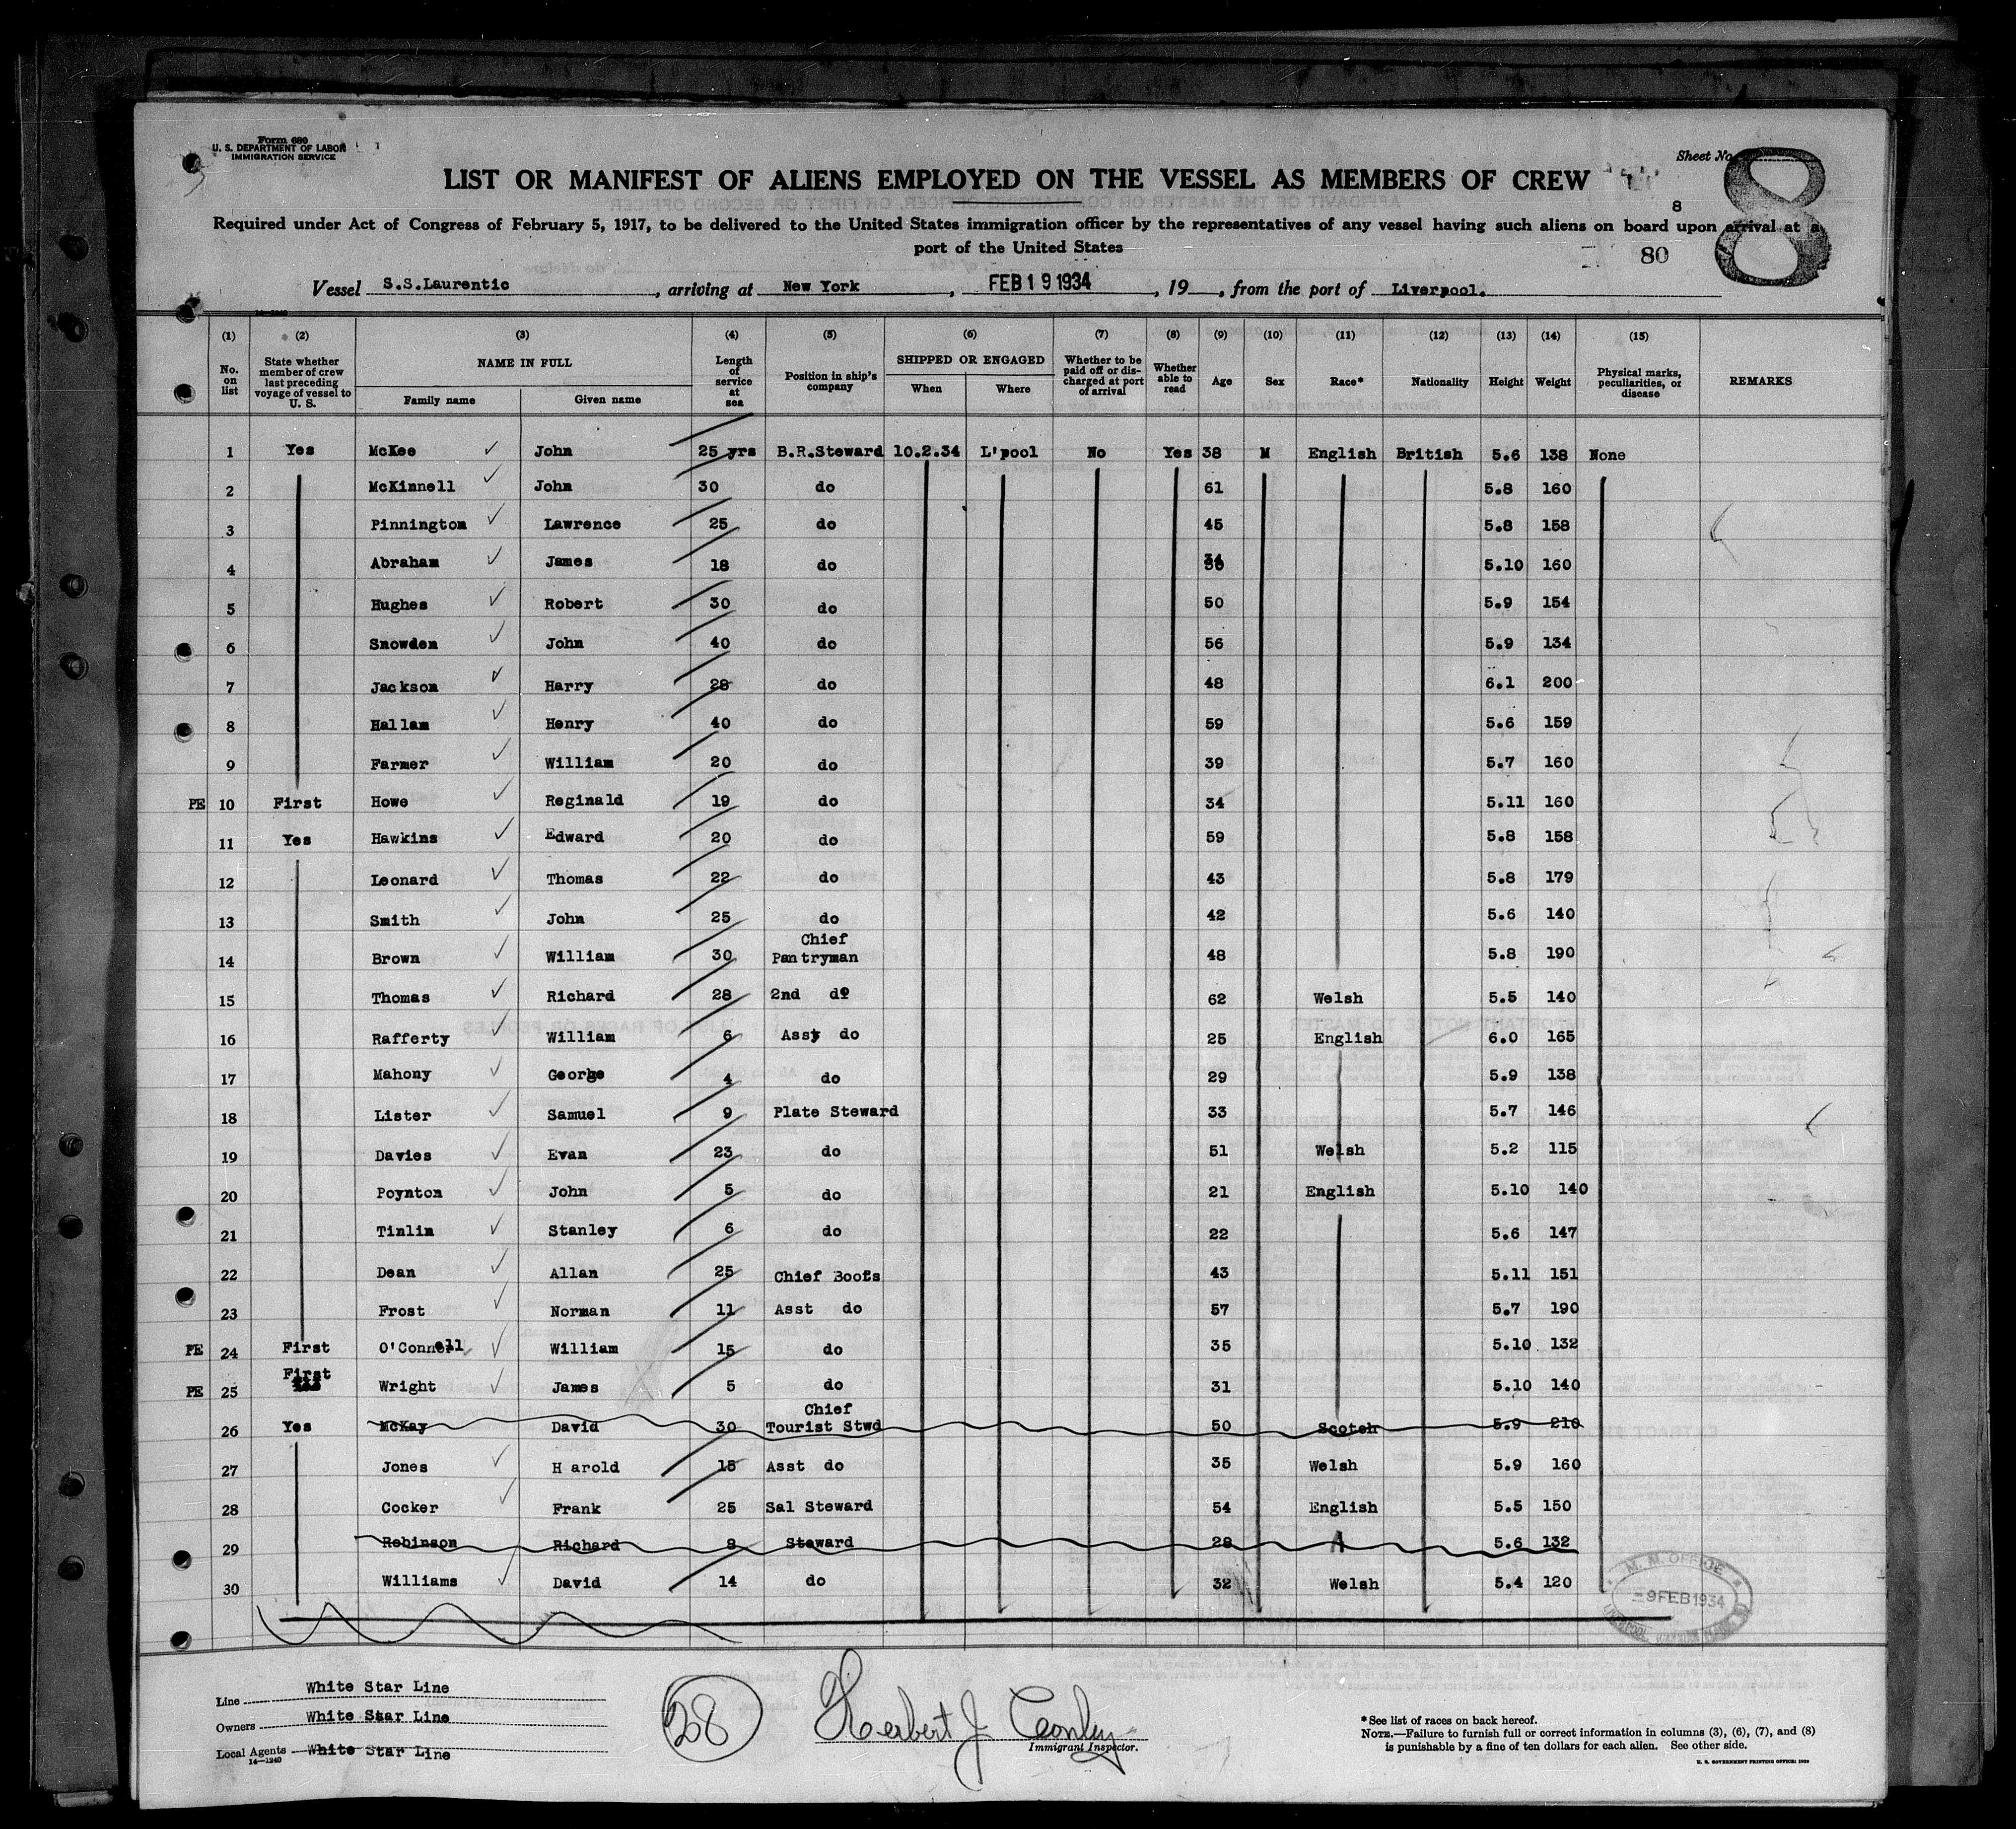 Form 680
U. S. DEPARTMENT OF LABOR
IMMIGRATION SERVICE
Sheet No.
8
LIST OR MANIFEST OF ALIENS EMPLOYED ON THE VESSEL AS MEMBERS OF CREW
8
Required under Act of Congress of February 5, 1917, to be delivered to the United States immigration officer by the representatives of any vessel having such aliens on board upon arrival at a
port of the United States
80
Vessel S.S.Laurentic, arriving at New York, FEB 19 1934, 19, from the port of Liverpool.
14-1240
(1) (2) (3) (4) (5) (6) (7) (8) (9) (10) (11) (12) (13) (14) (15)
No. on list State whether member of crew last preceding voyage of vessel to U. S. NAME IN FULL Family name Given name Length of service at sea Position in ship's company SHIPPED OR ENGAGED When Where Whether to be paid off or discharged at port of arrival Whether able to read Age Sex Race* Nationality Height Weight Physical marks, peculiarities, or disease REMARKS
1 Yes McKee John 25 yrs B.R.Steward 10.2.34 L'pool No Yes 38 M English British 5.6 138 None
2 McKinnell John 30 do 61 5.8 160
3 Pinnington Lawrence 25 do 45 5.8 158
4 Abraham James 18 do 34 5.10 160
5 Hughes Robert 30 do 50 5.9 154
6 Snowden John 40 do 56 5.9 134
7 Jackson Harry 28 do 48 6.1 200
8 Hallam Henry 40 do 59 5.6 159
9 Farmer William 20 do 39 5.7 160
PE 10 First Howe Reginald 19 do 34 5.11 160
11 Yes Hawkins Edward 20 do 59 5.8 158
12 Leonard Thomas 22 do 43 5.8 179
13 Smith John 25 do 42 5.6 140
14 Brown William 30 Chief Pantryman 48 5.8 190
15 Thomas Richard 28 2nd do 62 Welsh 5.5 140
16 Rafferty William 6 Asst do 25 English 6.0 165
17 Mahony George 4 do 29 5.9 138
18 Lister Samuel 9 Plate Steward 33 5.7 146
19 Davies Evan 23 do 51 Welsh 5.2 115
20 Poynton John 5 do 21 English 5.10 140
21 Tinlin Stanley 6 do 22 5.6 147
22 Dean Allan 25 Chief Boots 43 5.11 151
23 Frost Norman 11 Asst do 57 5.7 190
PE 24 First O'Connell William 15 do 35 5.10 132
PE 25 First Wright James 5 do 31 5.10 140
26 Yes McKay David 30 Chief Tourist Stwd 50 Scotch 5.9 210
27 Jones Harold 15 Asst do 35 Welsh 5.9 160
28 Cocker Frank 25 Sal Steward 54 English 5.5 150
29 Robinson Richard 8 Steward 28 5.6 132
30 Williams David 14 do 32 Welsh 5.4 120
M. M. OFFICE
-9FEB1934
LIVERPOOL
Line White Star Line
Owners White Star Line
Local Agents White Star Line
14-1240
28
Herbert J
Immigrant Inspector.
*See list of races on back hereof.
NOTE.—Failure to furnish full or correct information in columns (3), (6), (7), and (8)
is punishable by a fine of ten dollars for each alien. See other side.